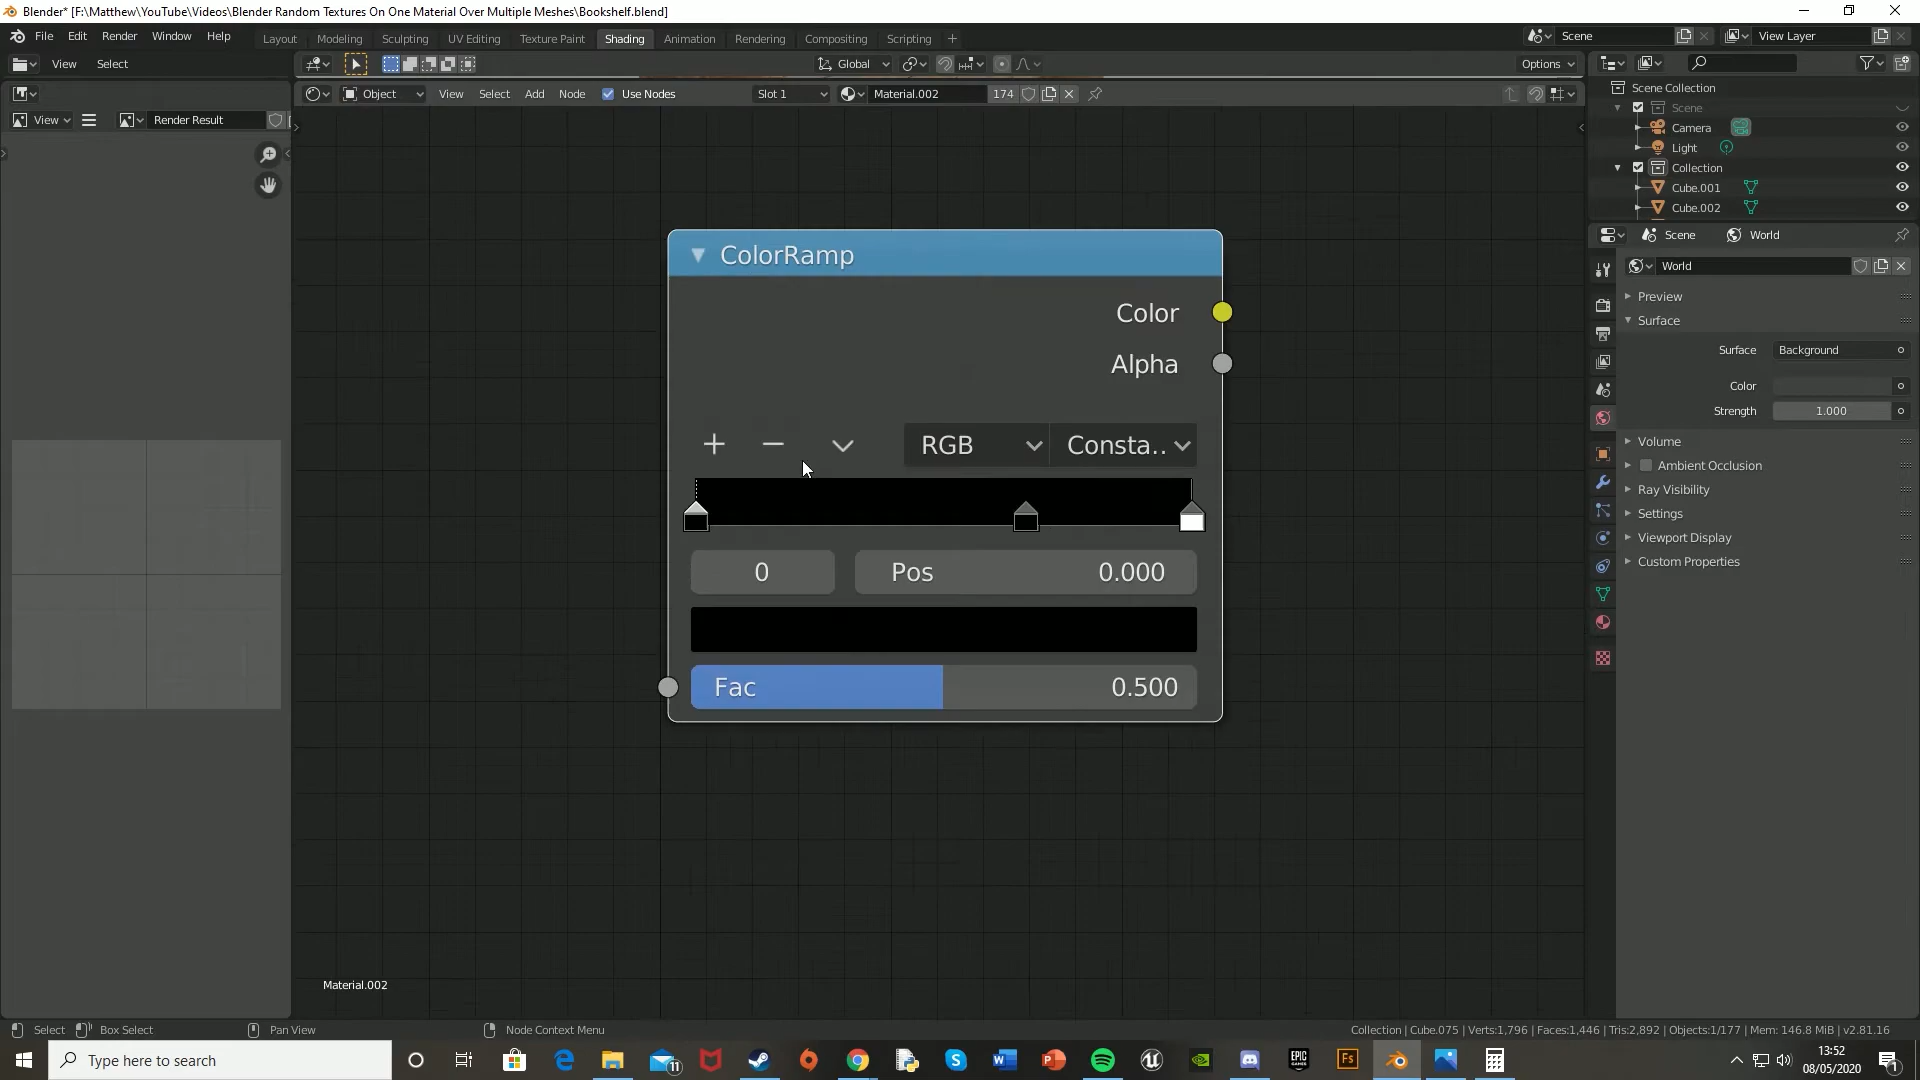 Blender* [F:\Matthew\YouTube\Videos\Blender Random Textures On One Material Over Multiple Meshes\Bookshelf.blend]
File Edit Render Window Help
Layout Modeling Sculpting UV Editing Texture Paint Shading Animation Rendering Compositing Scripting +
Scene
View Layer
View Select
Global
Options
Object View Select Add Node Use Nodes Slot 1 Material.002 174
View
Render Result
Scene Collection
Scene
Camera
Light
Collection
Cube.001
Cube.002
Scene World
World
Preview
Surface
Surface Background
Color
Strength 1.000
Volume
Ambient Occlusion
Ray Visibility
Settings
Viewport Display
Custom Properties
ColorRamp
Color
Alpha
RGB Consta..
0 Pos 0.000
Fac 0.500
Material.002
Select Box Select Pan View Node Context Menu
Collection | Cube.075 | Verts:1,796 | Faces:1,446 | Tris:2,892 | Objects:1/177 | Mem: 146.8 MiB | v2.81.16
Type here to search
11
EPIC GAMES
Fs
13:52
08/05/2020
1